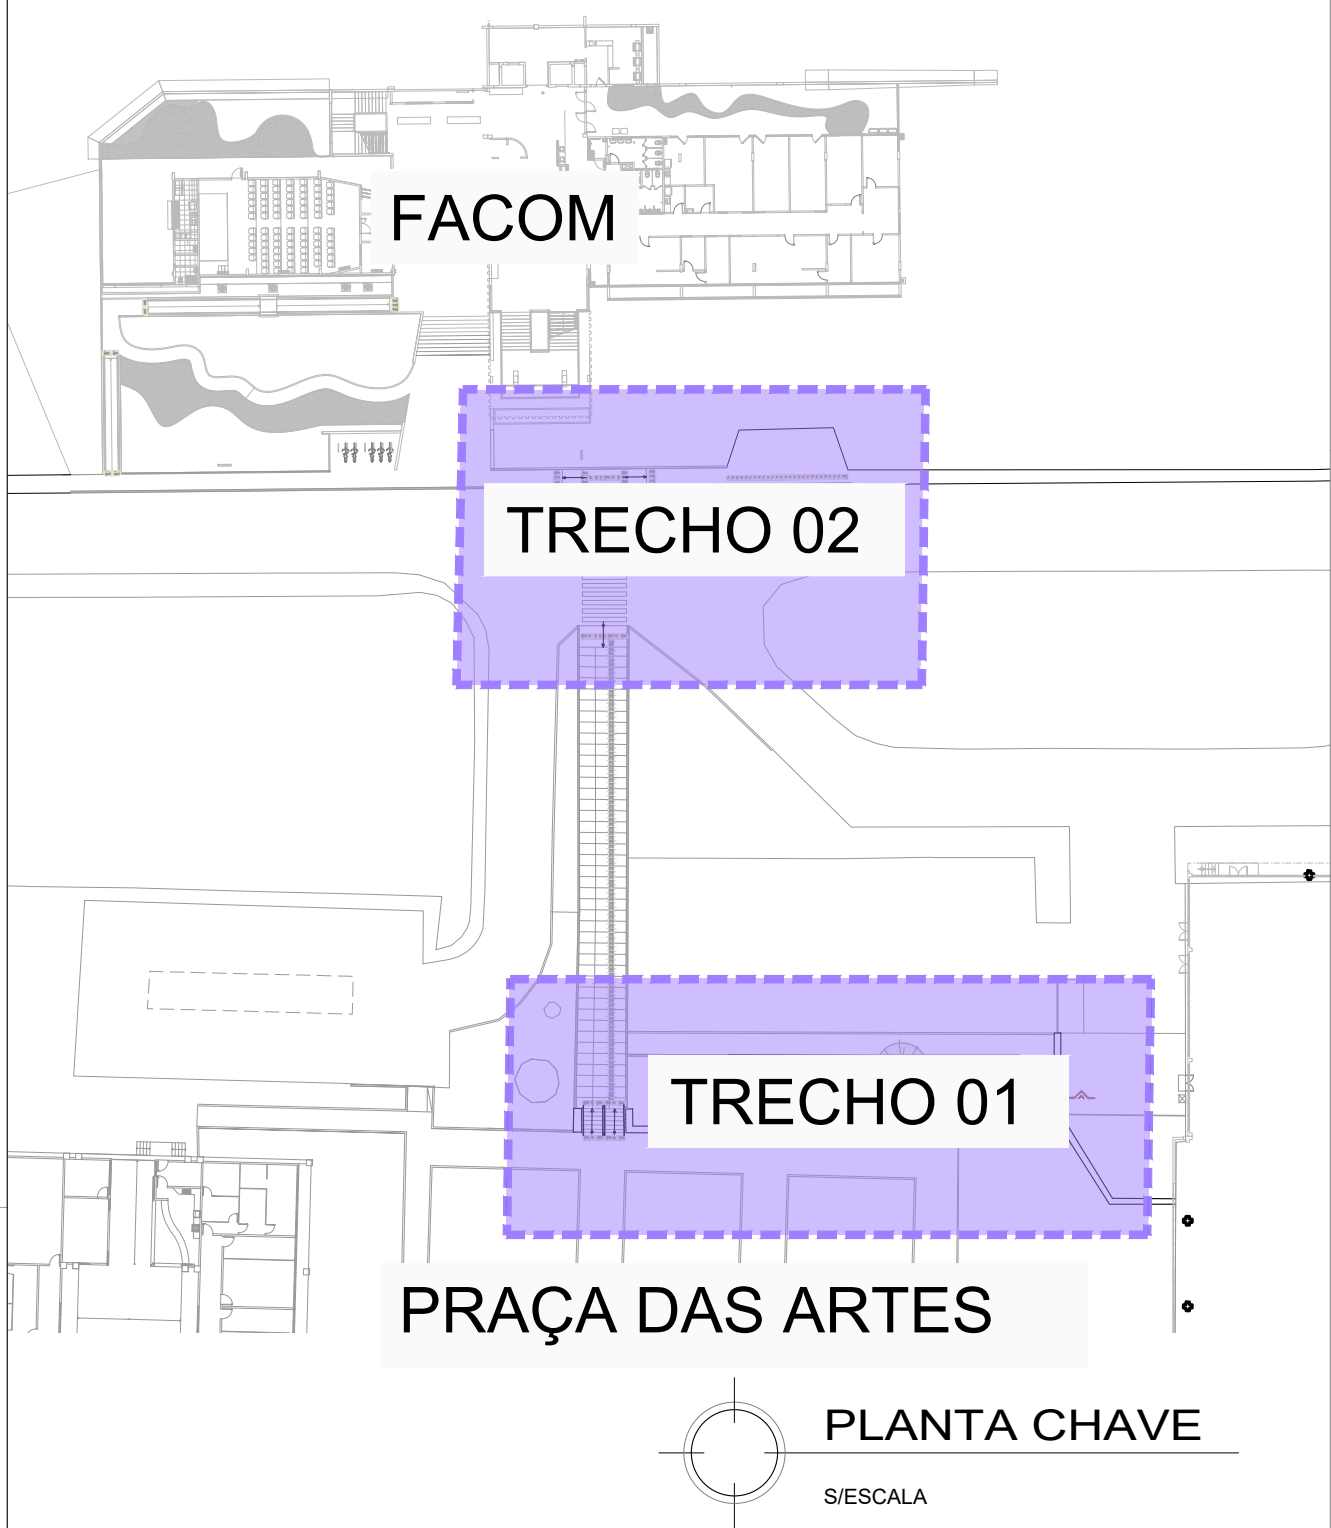 FACOM
TRECHO 02
TRECHO 01
PRAÇA DAS ARTES
PLANTA CHAVE
S/ESCALA